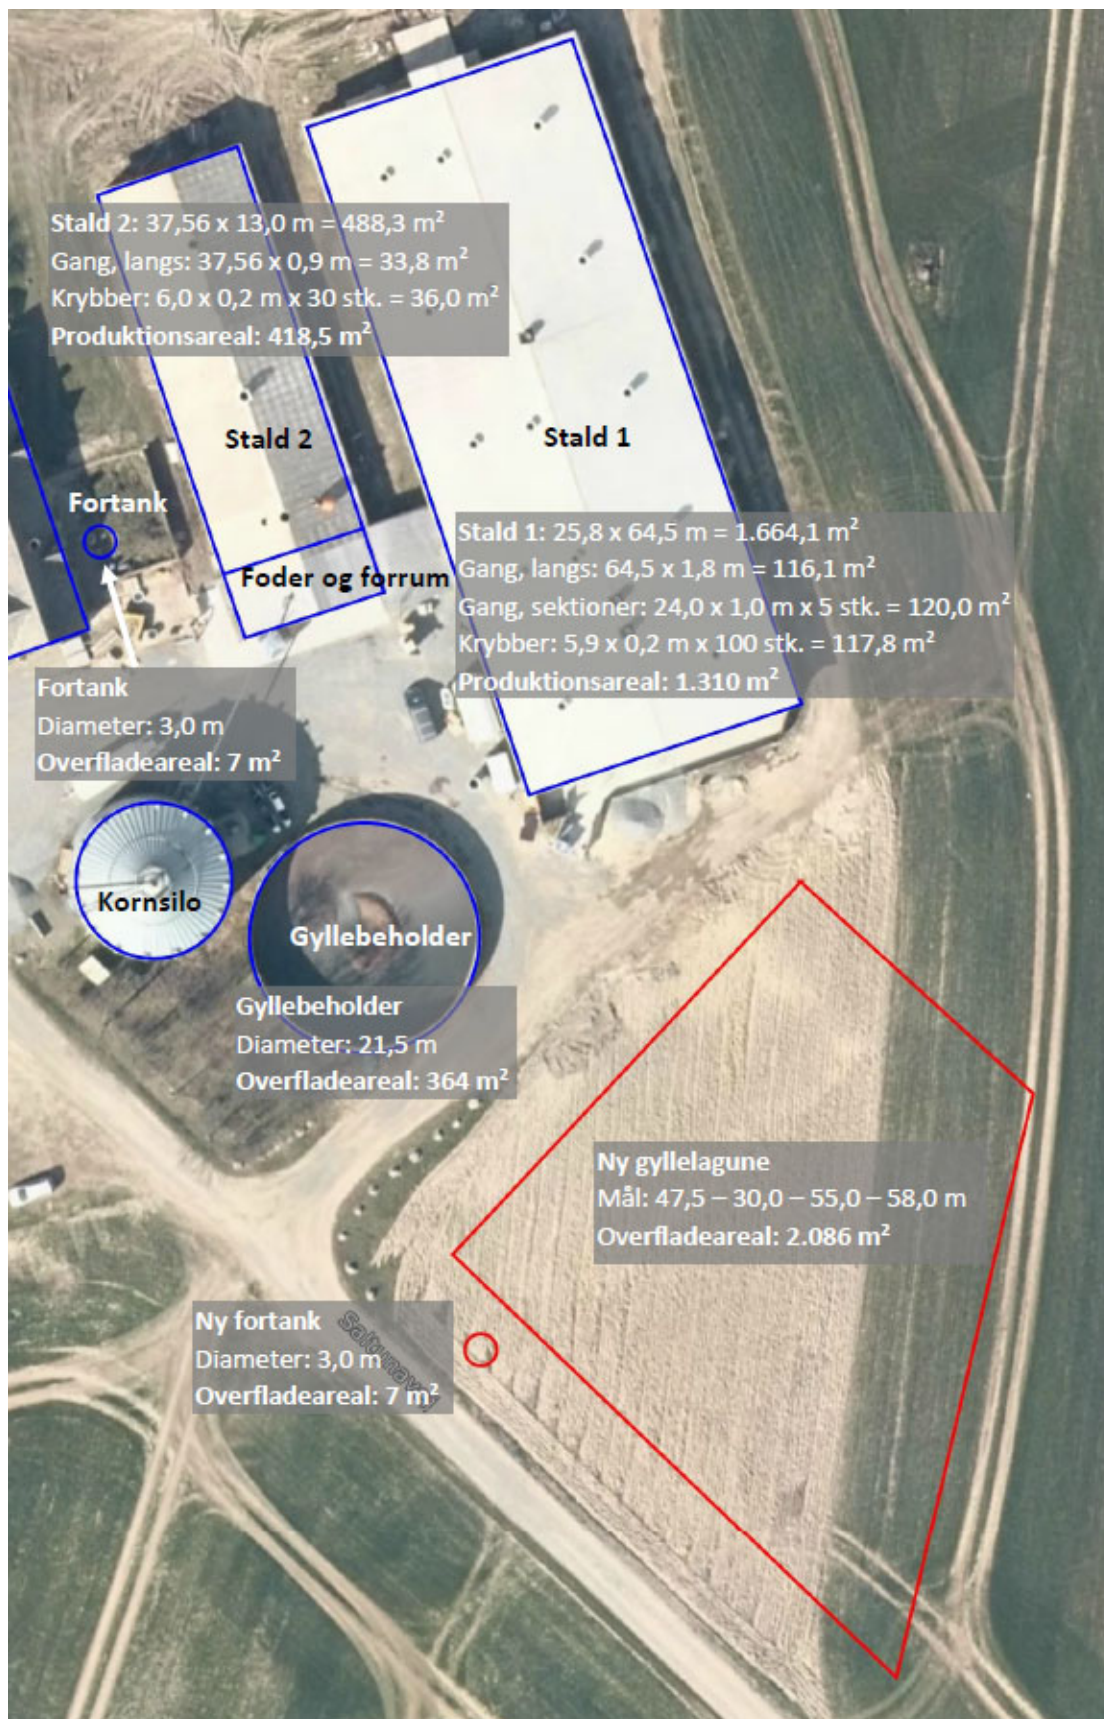 Stald 2: 37,56 x 13,0 m = 488,3 m²
Gang, langs: 37,56 x 0,9 m = 33,8 m²
Krybber: 6,0 x 0,2 m x 30 stk. = 36,0 m²
Produktionsareal: 418,5 m²
Stald 2
Stald 1
Fortank
Stald 1: 25,8 x 64,5 m = 1.664,1 m²
Gang, langs: 64,5 x 1,8 m = 116,1 m²
Gang, sektioner: 24,0 x 1,0 m x 5 stk. = 120,0 m²
Krybber: 5,9 x 0,2 m x 100 stk. = 117,8 m²
Produktionsareal: 1.310 m²
Foder og forrum
Fortank
Diameter: 3,0 m
Overfladeareal: 7 m²
Kornsilo
Gyllebeholder
Gyllebeholder
Diameter: 21,5 m
Overfladeareal: 364 m²
Ny gyllelagune
Mål: 47,5 – 30,0 – 55,0 – 58,0 m
Overfladeareal: 2.086 m²
Ny fortank
Diameter: 3,0 m
Overfladeareal: 7 m²